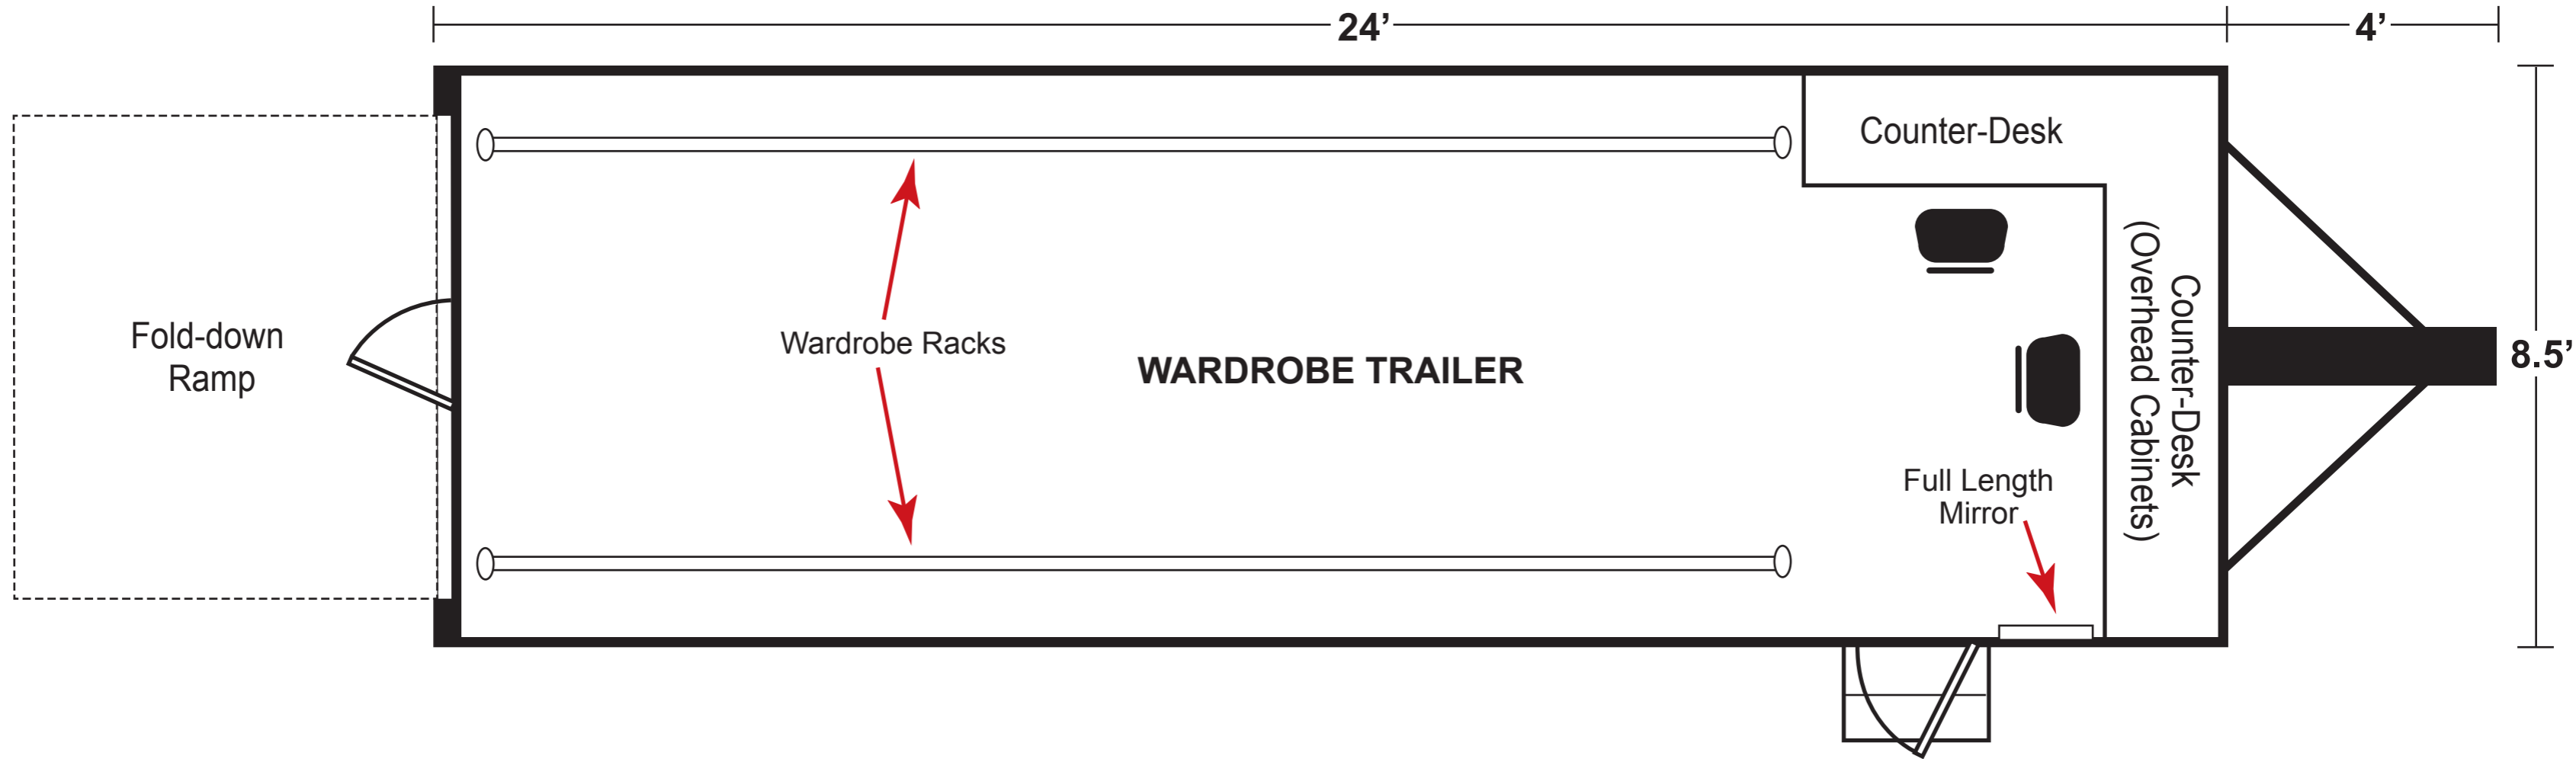 24’
4’
Counter-Desk
Fold-down
Ramp
Wardrobe Racks
WARDROBE TRAILER
Counter-Desk
(Overhead Cabinets)
8.5’
Full Length
Mirror